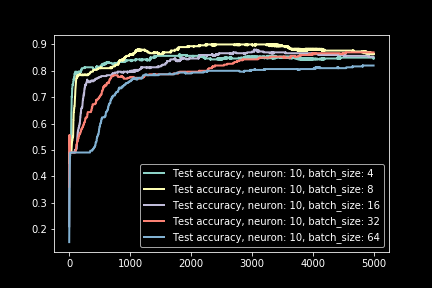 0.9
0.8
0.7
0.6
0.5
0.4
0.3
0.2
Test accuracy, neuron: 10, batch_size: 4
Test accuracy, neuron: 10, batch_size: 8
Test accuracy, neuron: 10, batch_size: 16
Test accuracy, neuron: 10, batch_size: 32
Test accuracy, neuron: 10, batch_size: 64
0 1000 2000 3000 4000 5000